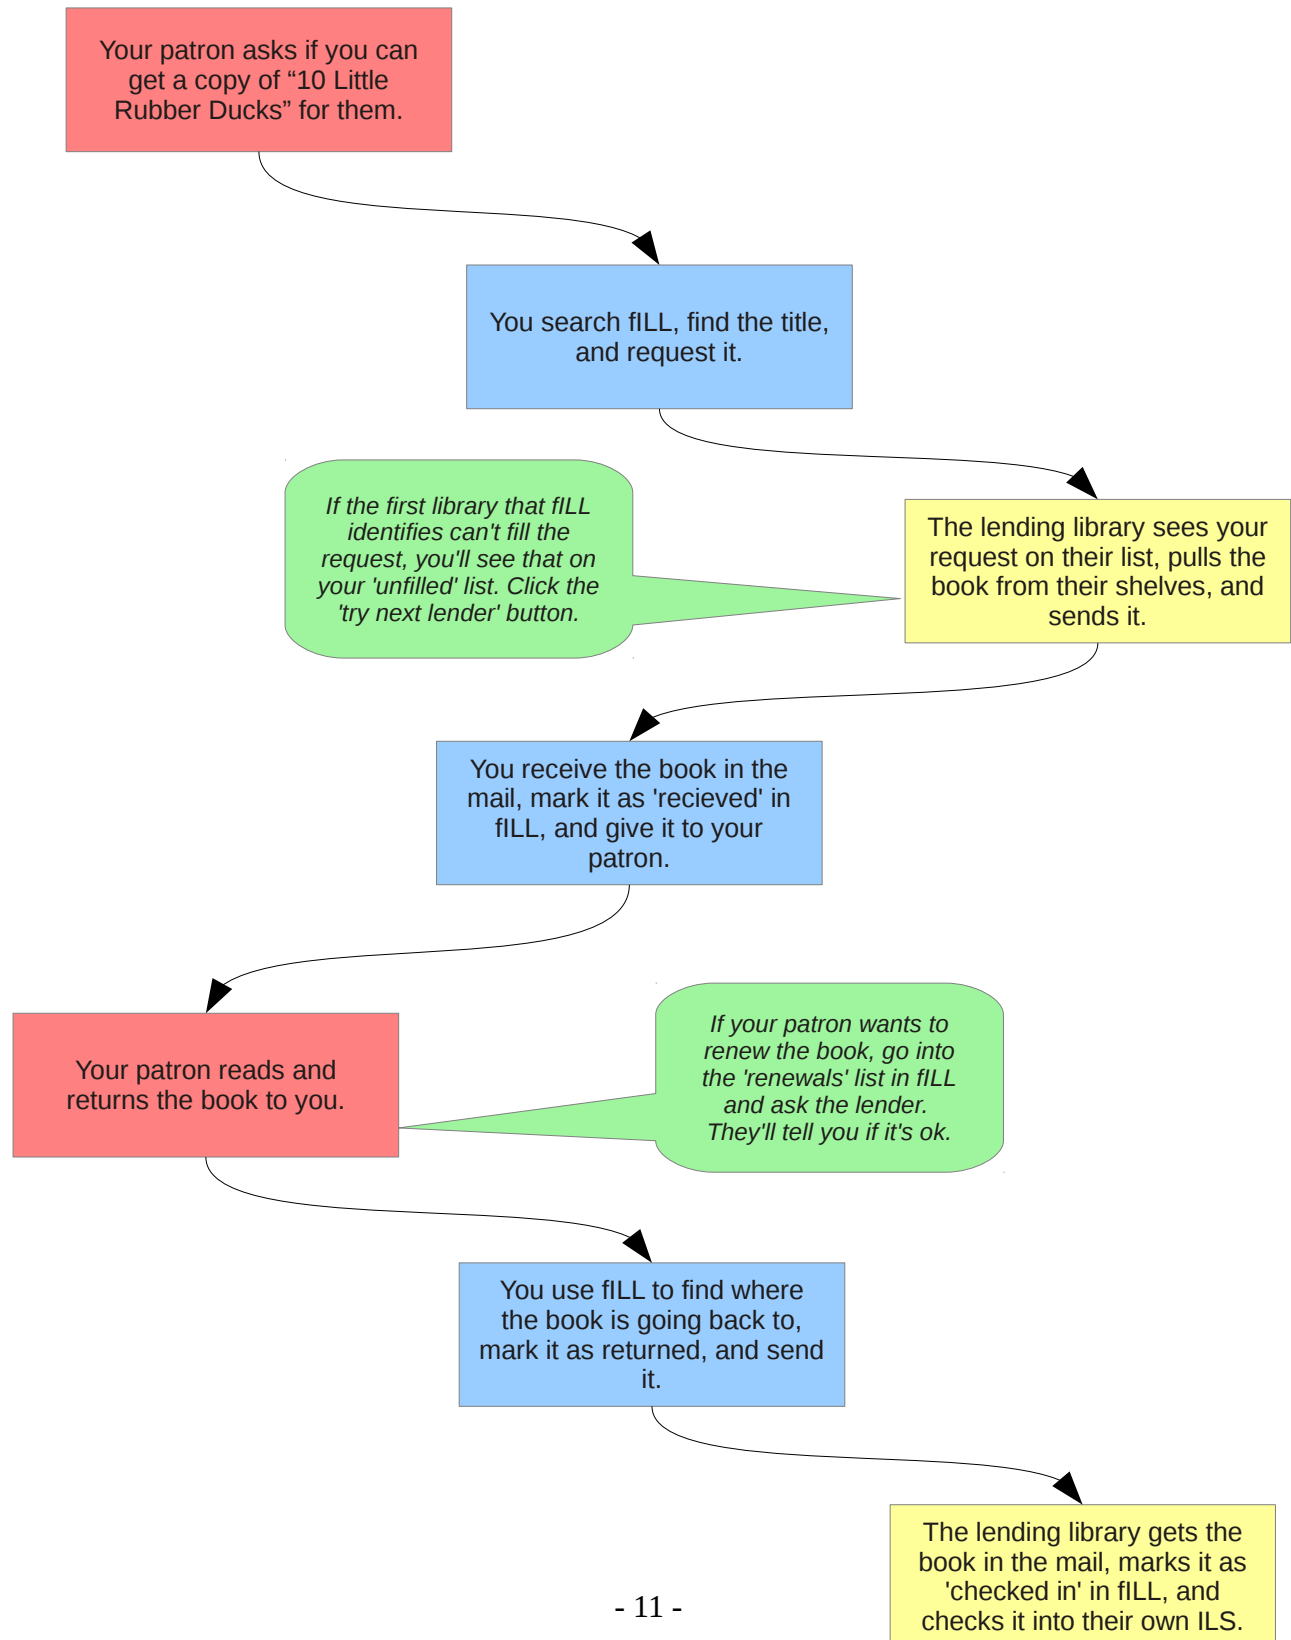 Your patron asks if you can
get a copy of “10 Little
Rubber Ducks” for them.
You search fILL, find the title,
and request it.
If the first library that fILL
identifies can't fill the
request, you'll see that on
your 'unfilled' list. Click the
'try next lender' button.
The lending library sees your
request on their list, pulls the
book from their shelves, and
sends it.
You receive the book in the
mail, mark it as 'recieved' in
fILL, and give it to your
patron.
Your patron reads and
returns the book to you.
If your patron wants to
renew the book, go into
the 'renewals' list in fILL
and ask the lender.
They'll tell you if it's ok.
You use fILL to find where
the book is going back to,
mark it as returned, and send
it.
The lending library gets the
book in the mail, marks it as
'checked in' in fILL, and
checks it into their own ILS.
- 11 -